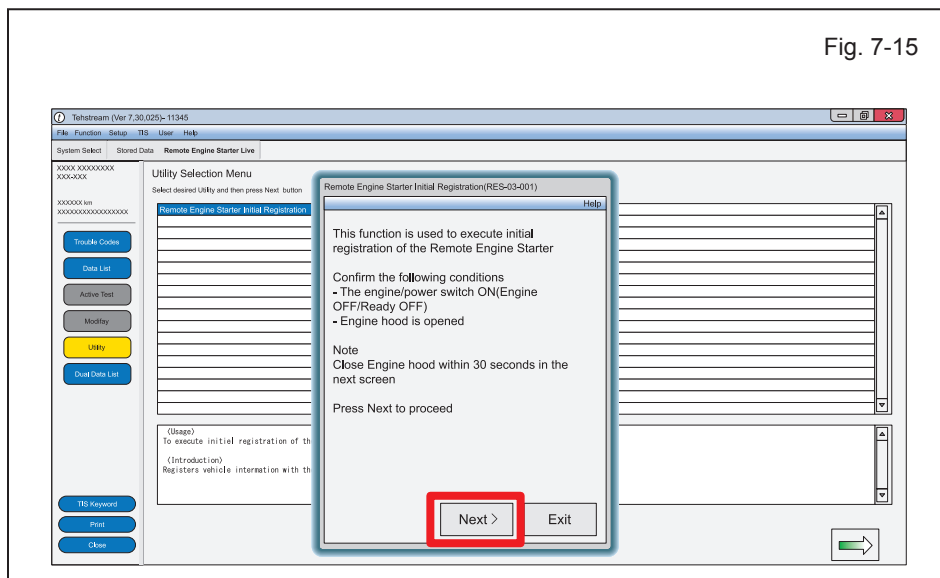 Fig. 7-15
Tehstream (Ver 7,30,025)- 11345
File Function Setup TIS User Help
System Select Stored Data Remote Engine Starter Live
XXXX XXXXXXXX
XXX-XXX
XXXXXX km
XXXXXXXXXXXXXXXXX
Trouble Codes
Data List
Active Test
Modifay
Utility
Dual Data List
TIS Keyword
Print
Close
Utility Selection Menu
Select desired Utility and then press Next button
Remote Engine Starter Initial Registration
(Usage)
To execute initiel registration of th
(Introduction)
Registers vehicle intermation with th
Remote Engine Starter Initial Registration(RES-03-001)
Help
This function is used to execute initial
registration of the Remote Engine Starter
Confirm the following conditions
- The engine/power switch ON(Engine
OFF/Ready OFF)
- Engine hood is opened
Note
Close Engine hood within 30 seconds in the
next screen
Press Next to proceed
Next >
Exit